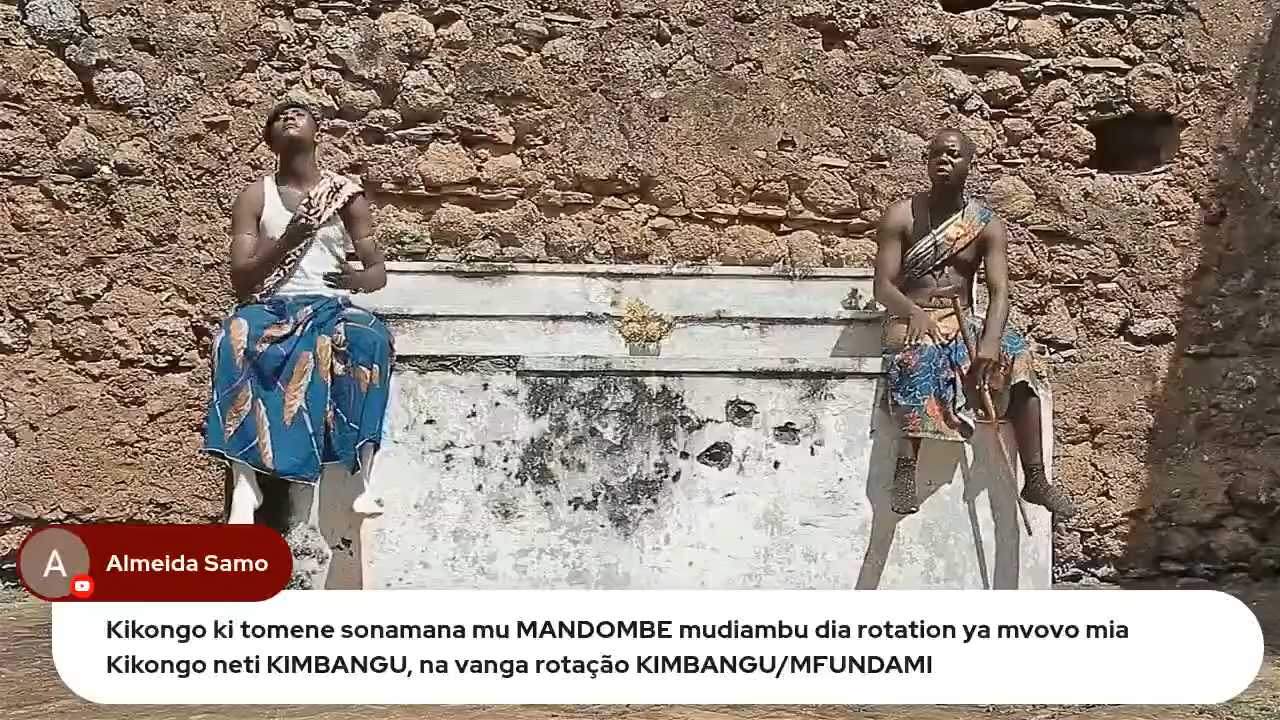 A
Almeida Samo
Kikongo ki tomene sonamana mu MANDOMBE mudiambu dia rotation ya mvovo mia
Kikongo neti KIMBANGU, na vanga rotação KIMBANGU/MFUNDAMI